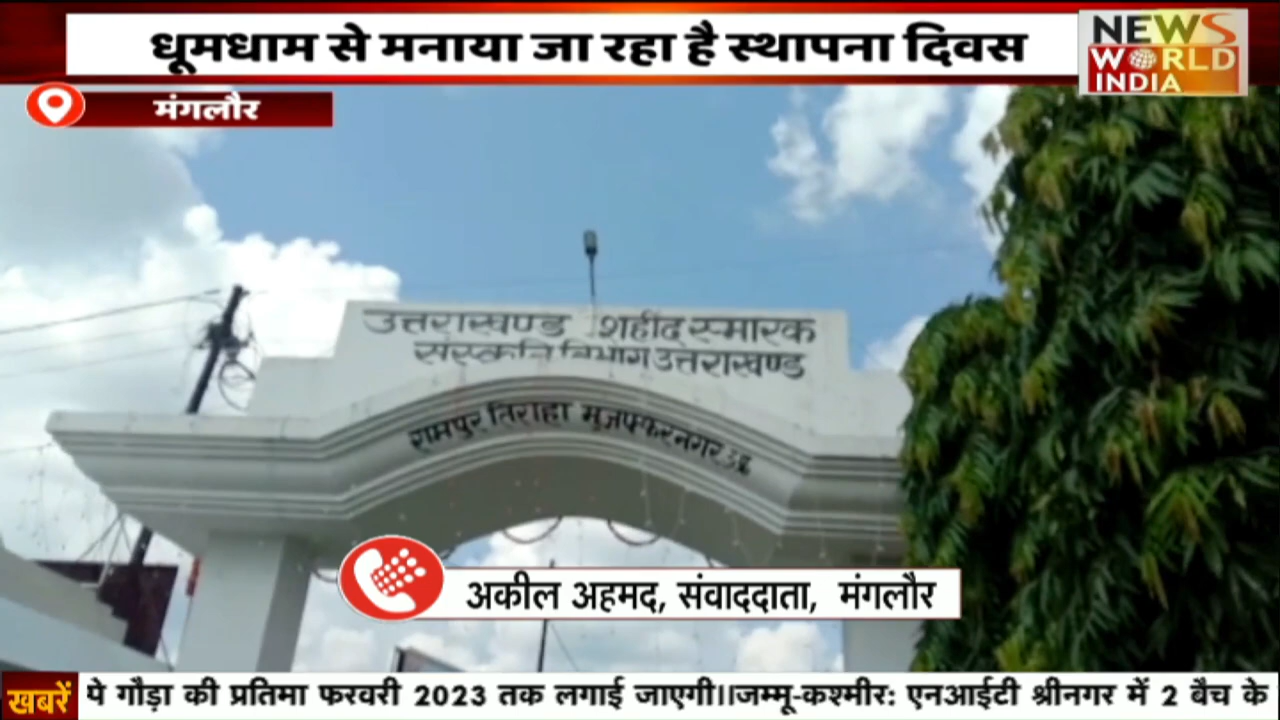 धूमधाम से मनाया जा रहा है स्थापना दिवस
NEWS
WORLD
INDIA
मंगलौर
उत्तराखण्ड शहीद स्मारक
संस्कृति विभाग उत्तराखण्ड
रामपुर तिराहा मुजफ्फरनगर उ॰प्र॰
अकील अहमद, संवाददाता, मंगलौर
खबरें
पे गौड़ा की प्रतिमा फरवरी 2023 तक लगाई जाएगी।।जम्मू-कश्मीर: एनआईटी श्रीनगर में 2 बैच के